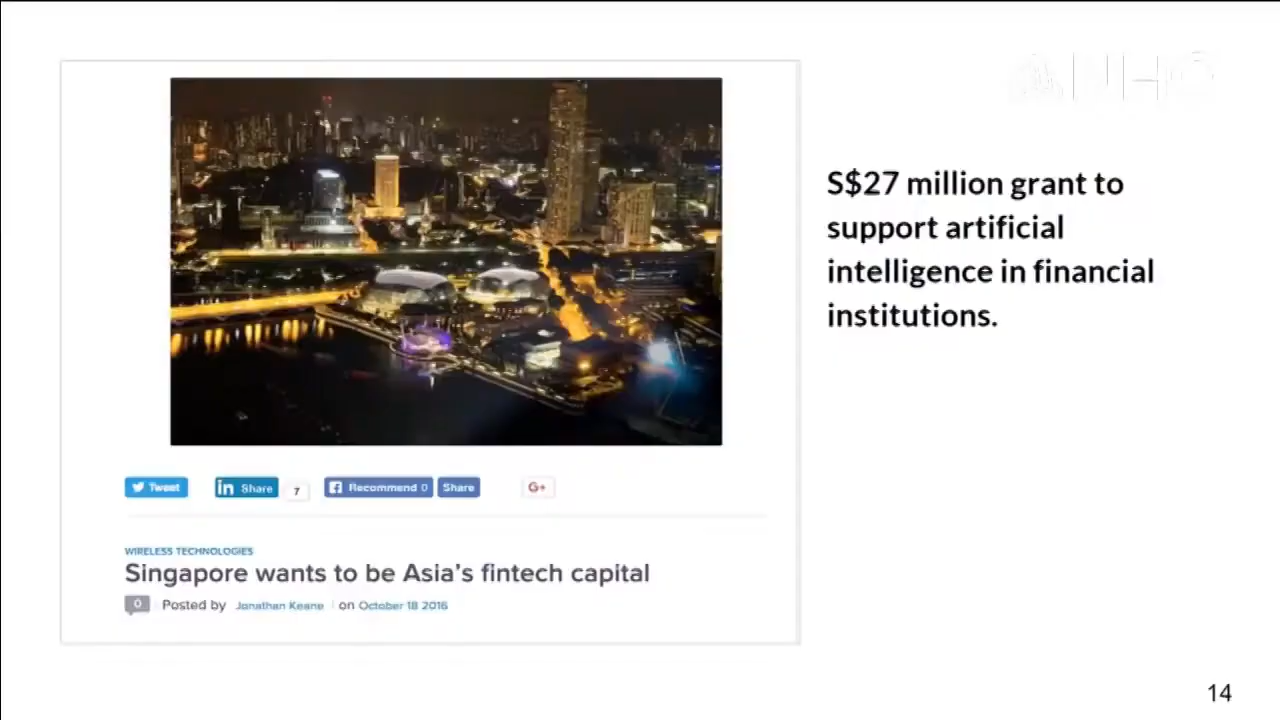 S$27 million grant to
support artificial
intelligence in financial
institutions.
Tweet
in Share 7
Recommend 0
Share
G+
WIRELESS TECHNOLOGIES
Singapore wants to be Asia's fintech capital
0 Posted by Jonathan Keane on October 18 2016
14